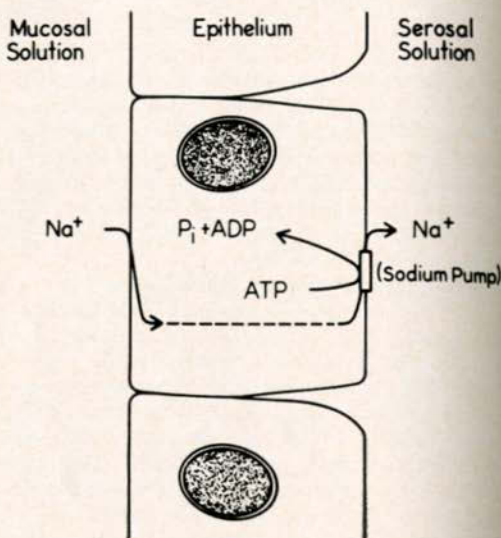 Mucosal
Solution
Epithelium
Serosal
Solution
Na⁺
Pᵢ+ADP
Na⁺
(Sodium Pump)
ATP